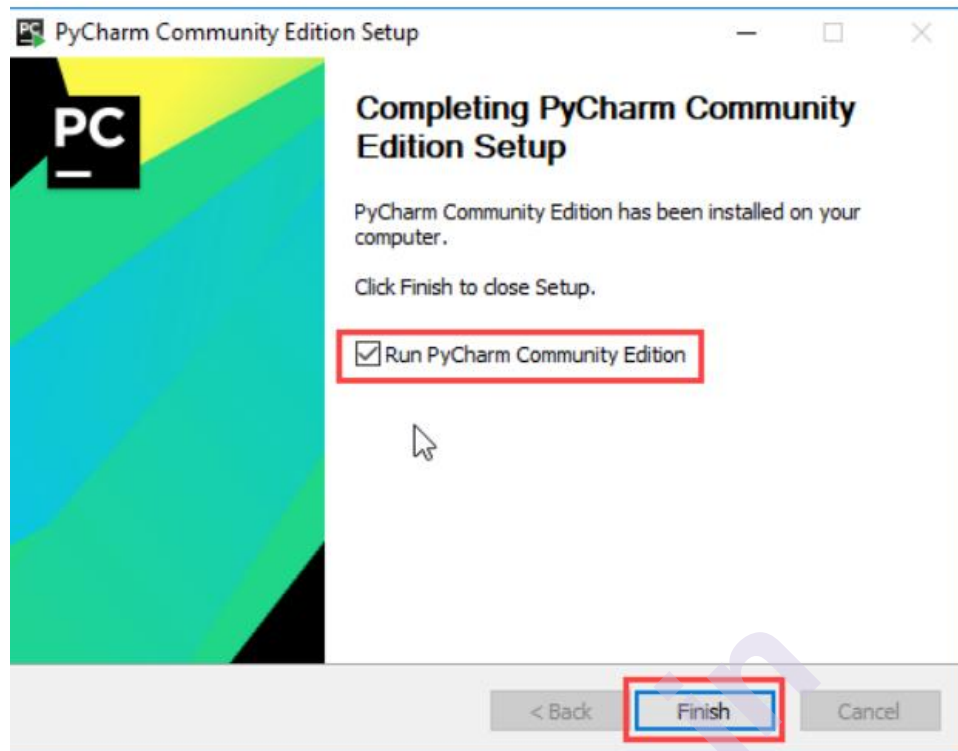 PyCharm Community Edition Setup
PC
Completing PyCharm Community
Edition Setup
PyCharm Community Edition has been installed on your
computer.
Click Finish to close Setup.
Run PyCharm Community Edition
< Back Finish Cancel